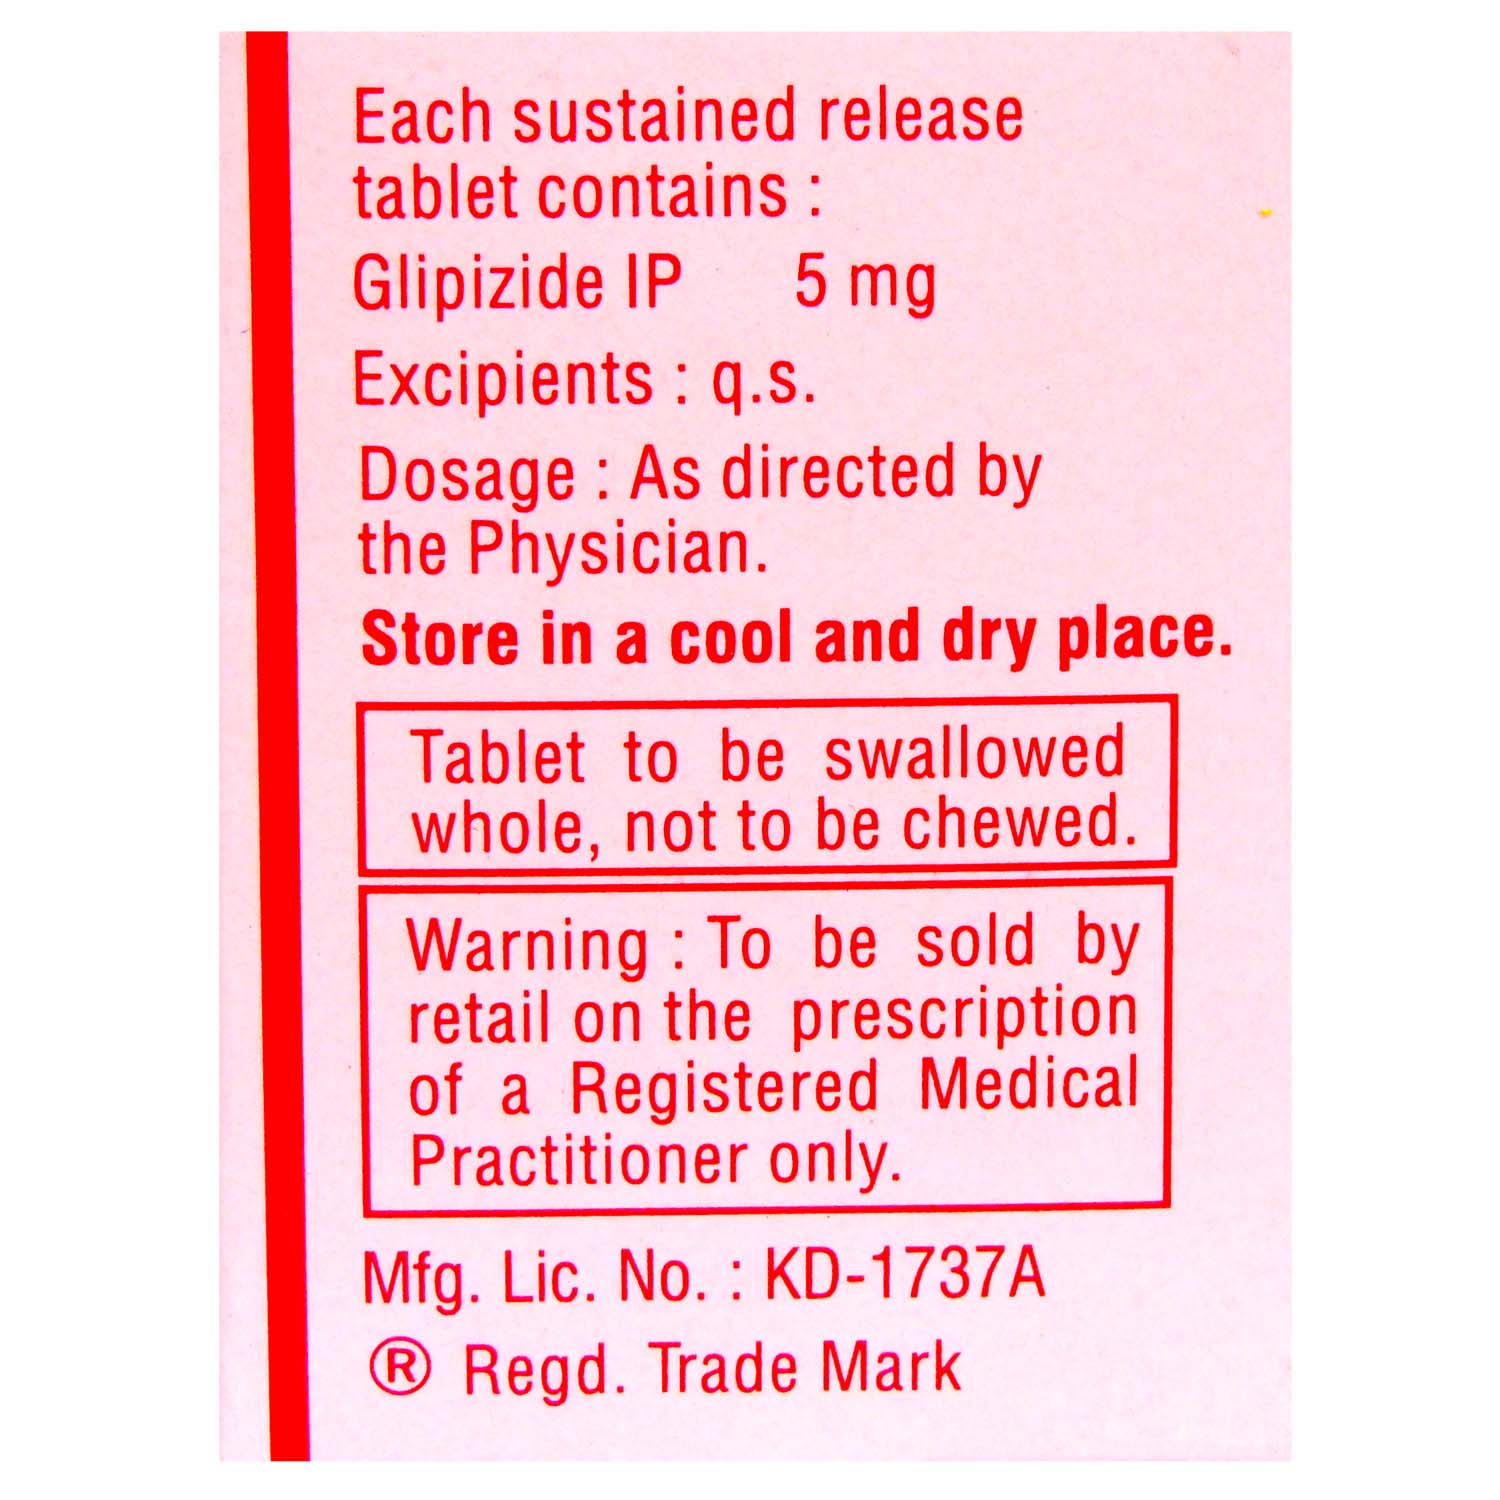 Each sustained release
tablet contains :
Glipizide IP 5 mg
Excipients : q.s.
Dosage : As directed by
the Physician.
Store in a cool and dry place.
Tablet to be swallowed
whole, not to be chewed.
Warning : To be sold by
retail on the prescription
of a Registered Medical
Practitioner only.
Mfg. Lic. No. : KD-1737A
® Regd. Trade Mark